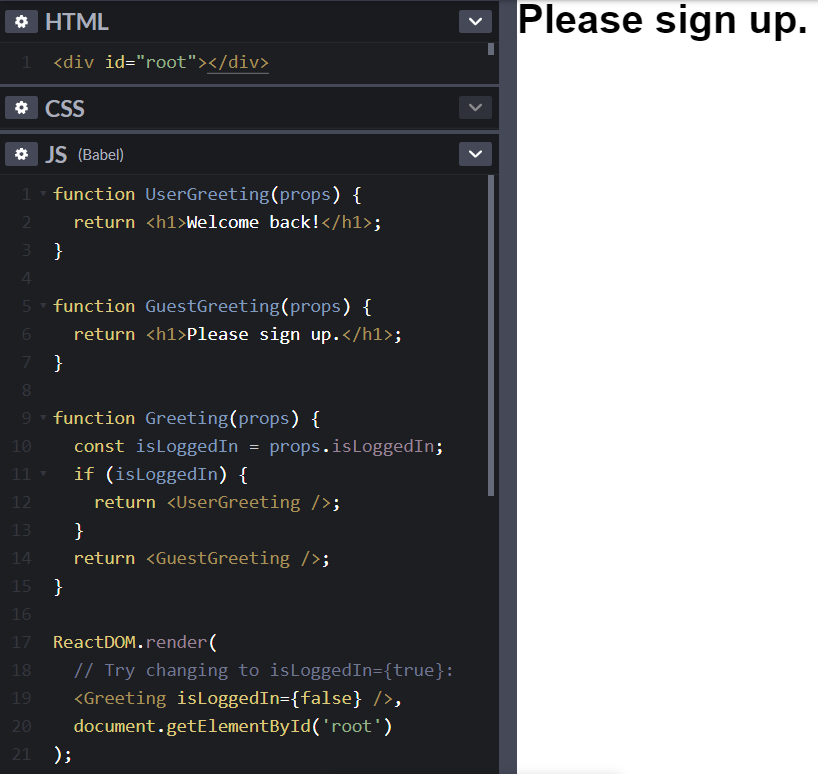 HTML
1 <div id="root"></div>
CSS
JS (Babel)
1 function UserGreeting(props) {
2   return <h1>Welcome back!</h1>;
3 }
4
5 function GuestGreeting(props) {
6   return <h1>Please sign up.</h1>;
7 }
8
9 function Greeting(props) {
10   const isLoggedIn = props.isLoggedIn;
11   if (isLoggedIn) {
12     return <UserGreeting />;
13   }
14   return <GuestGreeting />;
15 }
16
17 ReactDOM.render(
18   // Try changing to isLoggedIn={true}:
19   <Greeting isLoggedIn={false} />,
20   document.getElementById('root')
21 );
Please sign up.